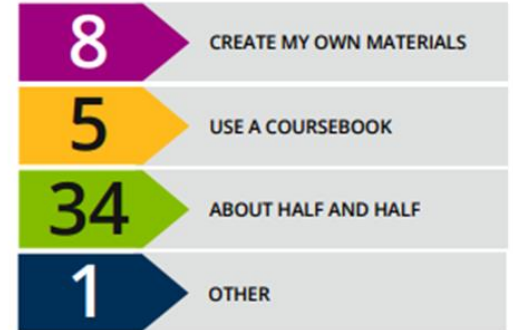 8 CREATE MY OWN MATERIALS
5 USE A COURSEBOOK
34 ABOUT HALF AND HALF
1 OTHER